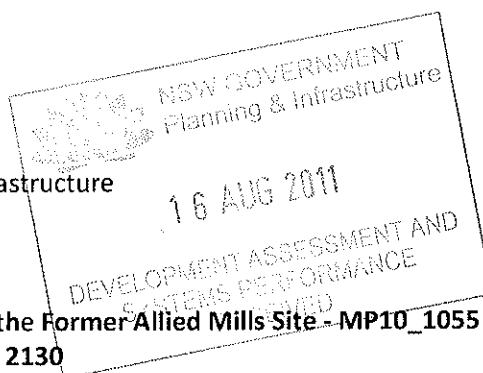 NSW GOVERNMENT
Planning & Infrastructure
astructure
16 AUG 2011
DEVELOPMENT ASSESSMENT AND
SYSTEMS PERFORMANCE
the Former Allied Mills Site - MP10_1055
2130